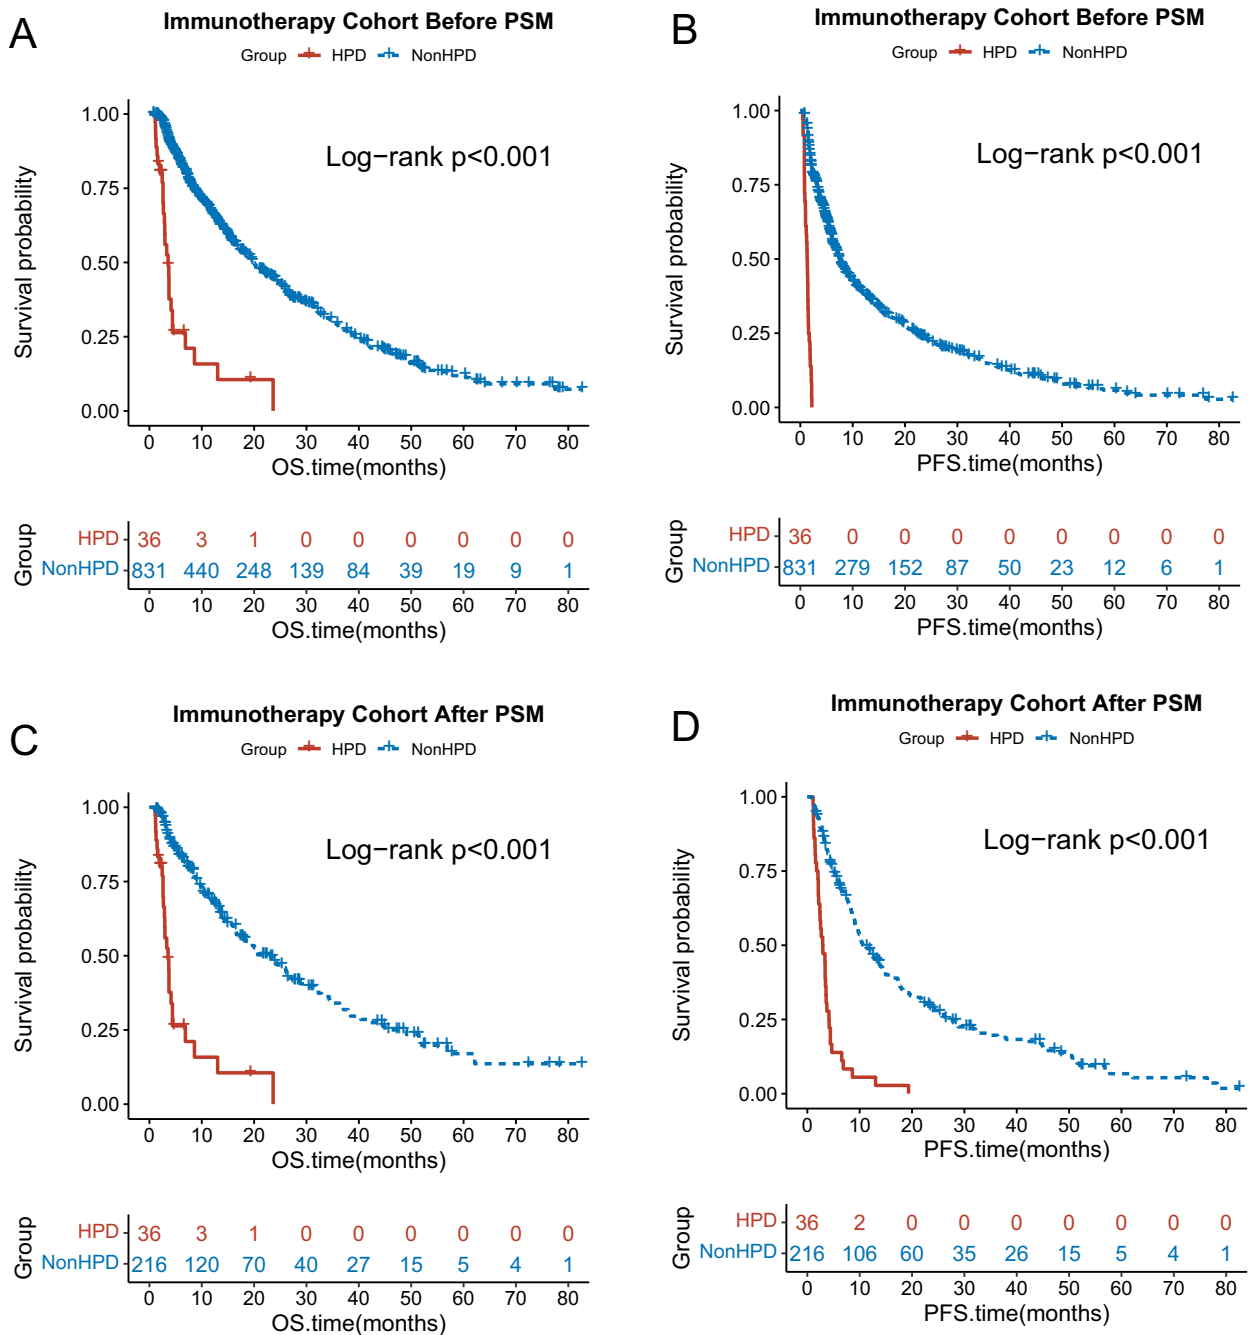 A
Immunotherapy Cohort Before PSM
Group HPD NonHPD
Survival probability
1.00
0.75
0.50
0.25
0.00
Log−rank p<0.001
0 10 20 30 40 50 60 70 80
OS.time(months)
Group
HPD 36 3 1 0 0 0 0 0 0
NonHPD 831 440 248 139 84 39 19 9 1
0 10 20 30 40 50 60 70 80
OS.time(months)
B
Immunotherapy Cohort Before PSM
Group HPD NonHPD
Survival probability
1.00
0.75
0.50
0.25
0.00
Log−rank p<0.001
0 10 20 30 40 50 60 70 80
PFS.time(months)
Group
HPD 36 0 0 0 0 0 0 0 0
NonHPD 831 279 152 87 50 23 12 6 1
0 10 20 30 40 50 60 70 80
PFS.time(months)
C
Immunotherapy Cohort After PSM
Group HPD NonHPD
Survival probability
1.00
0.75
0.50
0.25
0.00
Log−rank p<0.001
0 10 20 30 40 50 60 70 80
OS.time(months)
Group
HPD 36 3 1 0 0 0 0 0 0
NonHPD 216 120 70 40 27 15 5 4 1
0 10 20 30 40 50 60 70 80
OS.time(months)
D
Immunotherapy Cohort After PSM
Group HPD NonHPD
Survival probability
1.00
0.75
0.50
0.25
0.00
Log−rank p<0.001
0 10 20 30 40 50 60 70 80
PFS.time(months)
Group
HPD 36 2 0 0 0 0 0 0 0
NonHPD 216 106 60 35 26 15 5 4 1
0 10 20 30 40 50 60 70 80
PFS.time(months)